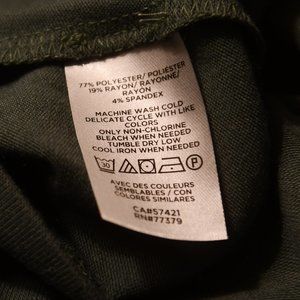 77% POLYESTER/ POLIÉSTER
19% RAYON/ RAYONNE/
RAYON
4% SPANDEX
MACHINE WASH COLD
DELICATE CYCLE WITH LIKE
COLORS
ONLY NON-CHLORINE
BLEACH WHEN NEEDED
TUMBLE DRY LOW
COOL IRON WHEN NEEDED
30
P
AVEC DES COULEURS
SEMBLABLES / CON
COLORES SIMILARES
CA#57421
RN#77379